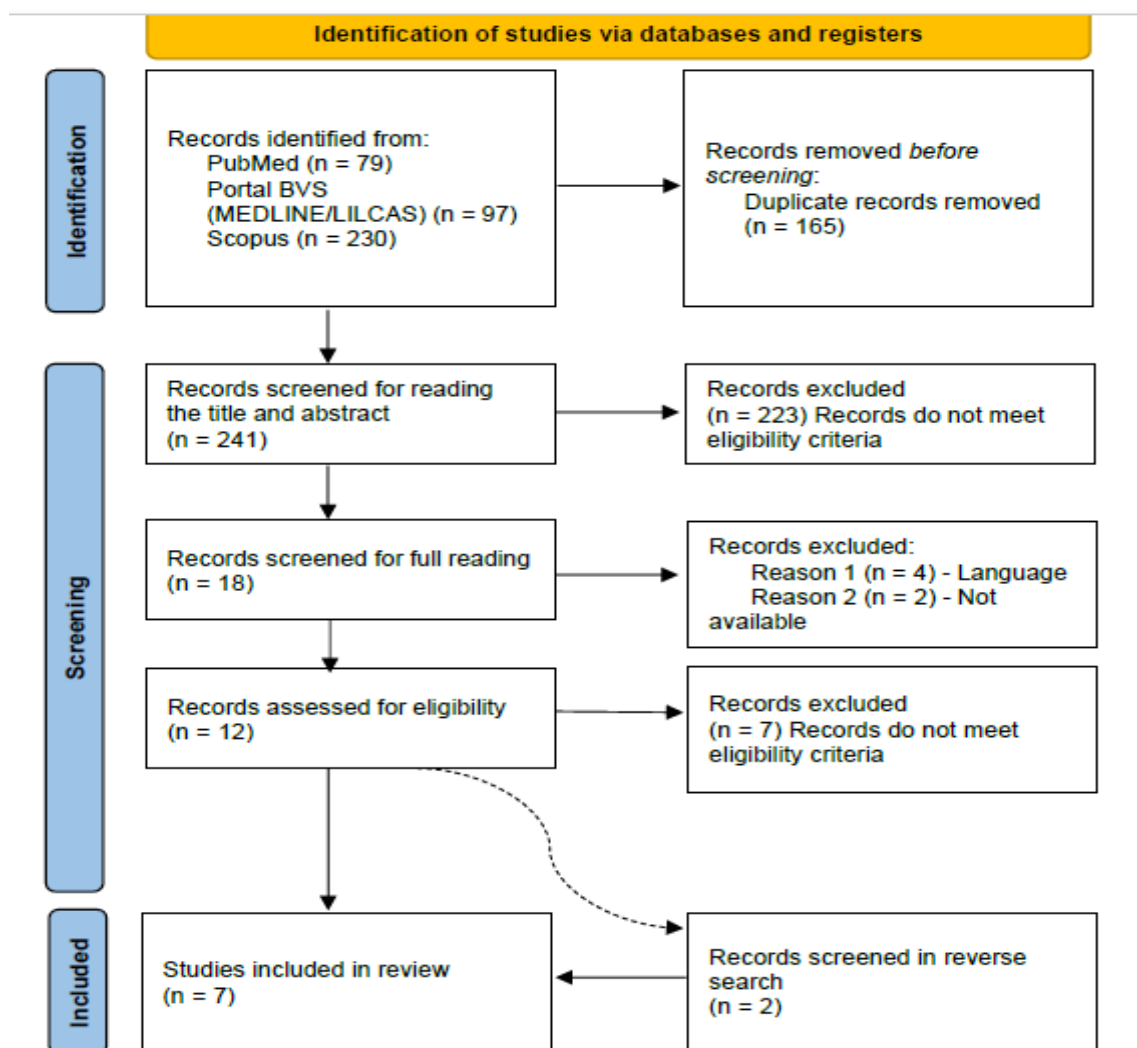 Identification of studies via databases and registers
Identification
Records identified from:
PubMed (n = 79)
Portal BVS
(MEDLINE/LILCAS) (n = 97)
Scopus (n = 230)
Records removed before
screening:
Duplicate records removed
(n = 165)
Screening
Records screened for reading
the title and abstract
(n = 241)
Records excluded
(n = 223) Records do not meet
eligibility criteria
Records screened for full reading
(n = 18)
Records excluded:
Reason 1 (n = 4) - Language
Reason 2 (n = 2) - Not
available
Records assessed for eligibility
(n = 12)
Records excluded
(n = 7) Records do not meet
eligibility criteria
Included
Studies included in review
(n = 7)
Records screened in reverse
search
(n = 2)